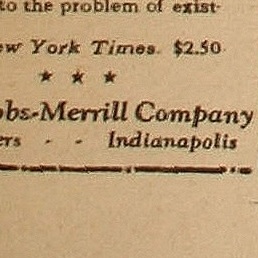 to the problem of exist-
ew York Times. $2.50
* * *
obs-Merrill Company
ers - - Indianapolis